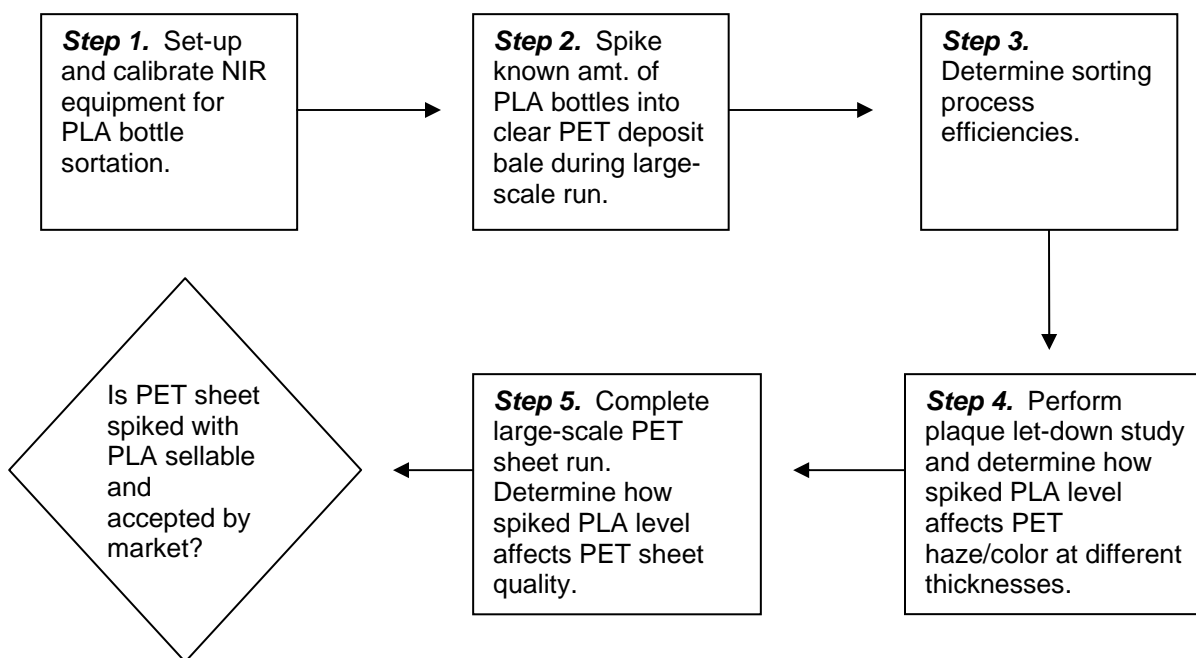 Step 1. Set-up
and calibrate NIR
equipment for
PLA bottle
sortation.
Step 2. Spike
known amt. of
PLA bottles into
clear PET deposit
bale during large-
scale run.
Step 3.
Determine sorting
process
efficiencies.
Step 4. Perform
plaque let-down
study and determine how
spiked PLA level
affects PET
haze/color at different
thicknesses.
Step 5. Complete
large-scale PET
sheet run.
Determine how
spiked PLA level
affects PET sheet
quality.
Is PET sheet
spiked with
PLA sellable
and
accepted by
market?